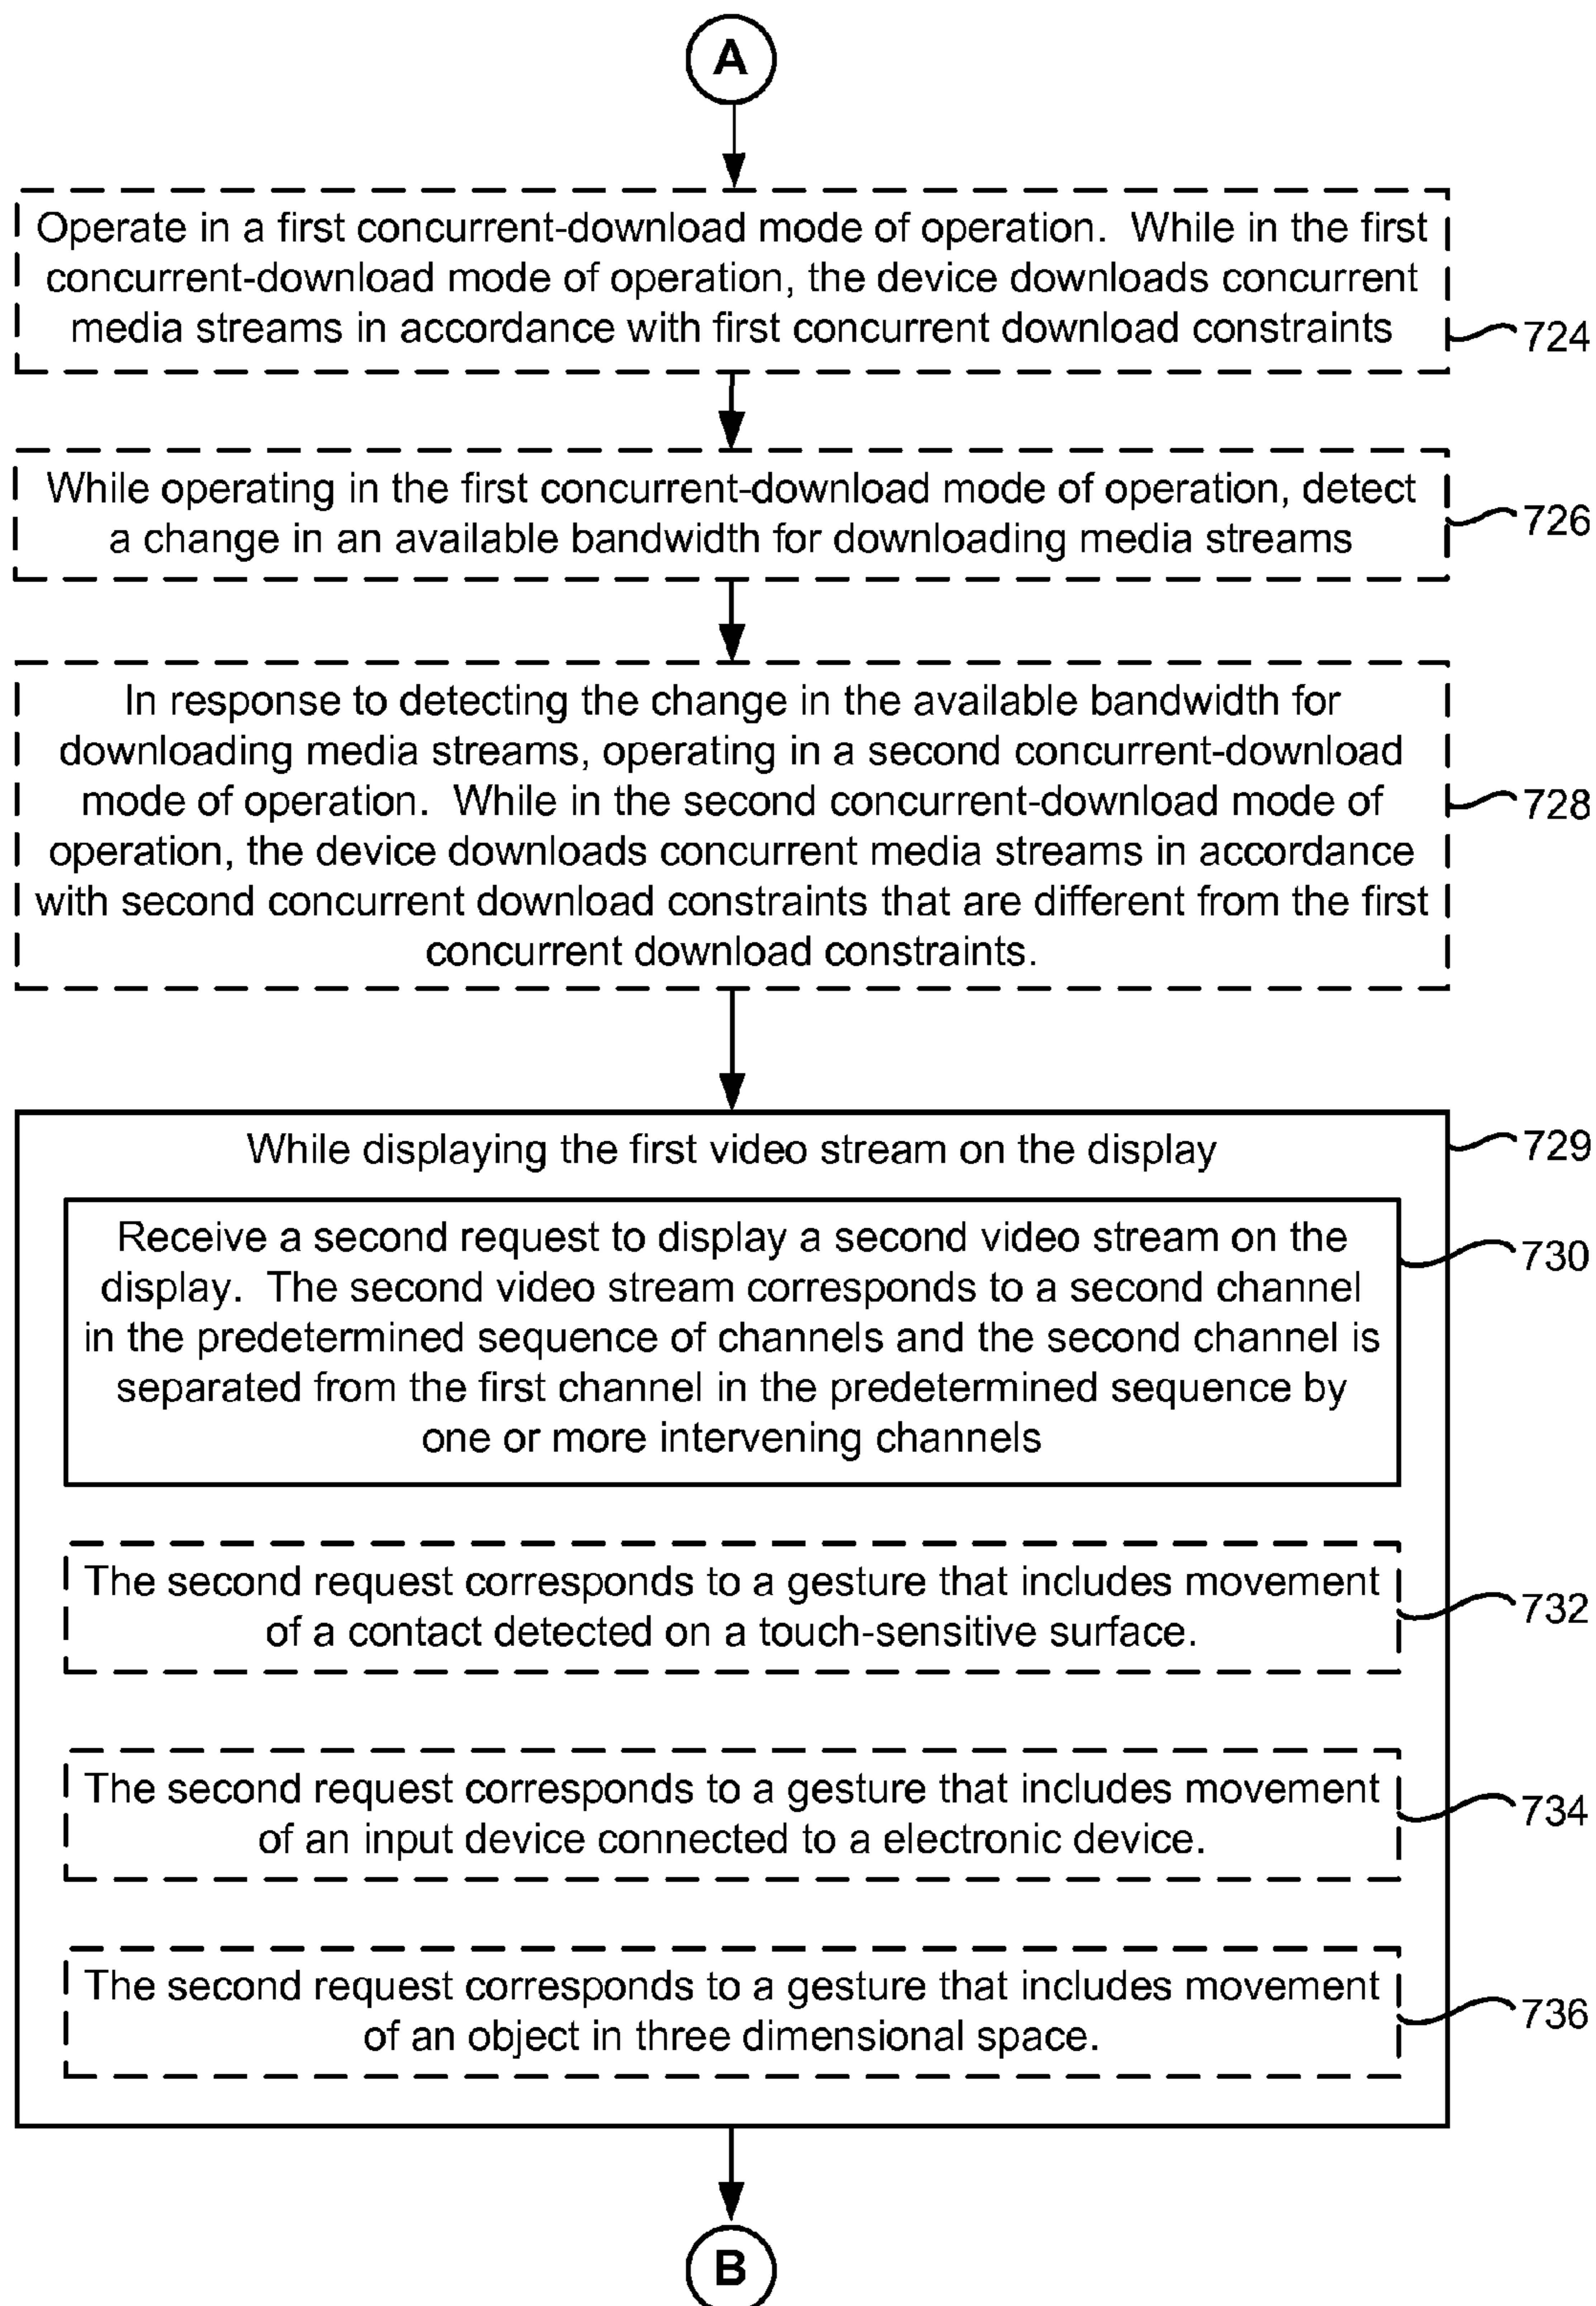 A
Operate in a first concurrent-download mode of operation. While in the first
concurrent-download mode of operation, the device downloads concurrent
media streams in accordance with first concurrent download constraints
724
While operating in the first concurrent-download mode of operation, detect
a change in an available bandwidth for downloading media streams
726
In response to detecting the change in the available bandwidth for
downloading media streams, operating in a second concurrent-download
mode of operation. While in the second concurrent-download mode of
operation, the device downloads concurrent media streams in accordance
with second concurrent download constraints that are different from the first
concurrent download constraints.
728
While displaying the first video stream on the display
729
Receive a second request to display a second video stream on the
display. The second video stream corresponds to a second channel
in the predetermined sequence of channels and the second channel is
separated from the first channel in the predetermined sequence by
one or more intervening channels
730
The second request corresponds to a gesture that includes movement
of a contact detected on a touch-sensitive surface.
732
The second request corresponds to a gesture that includes movement
of an input device connected to a electronic device.
734
The second request corresponds to a gesture that includes movement
of an object in three dimensional space.
736
B